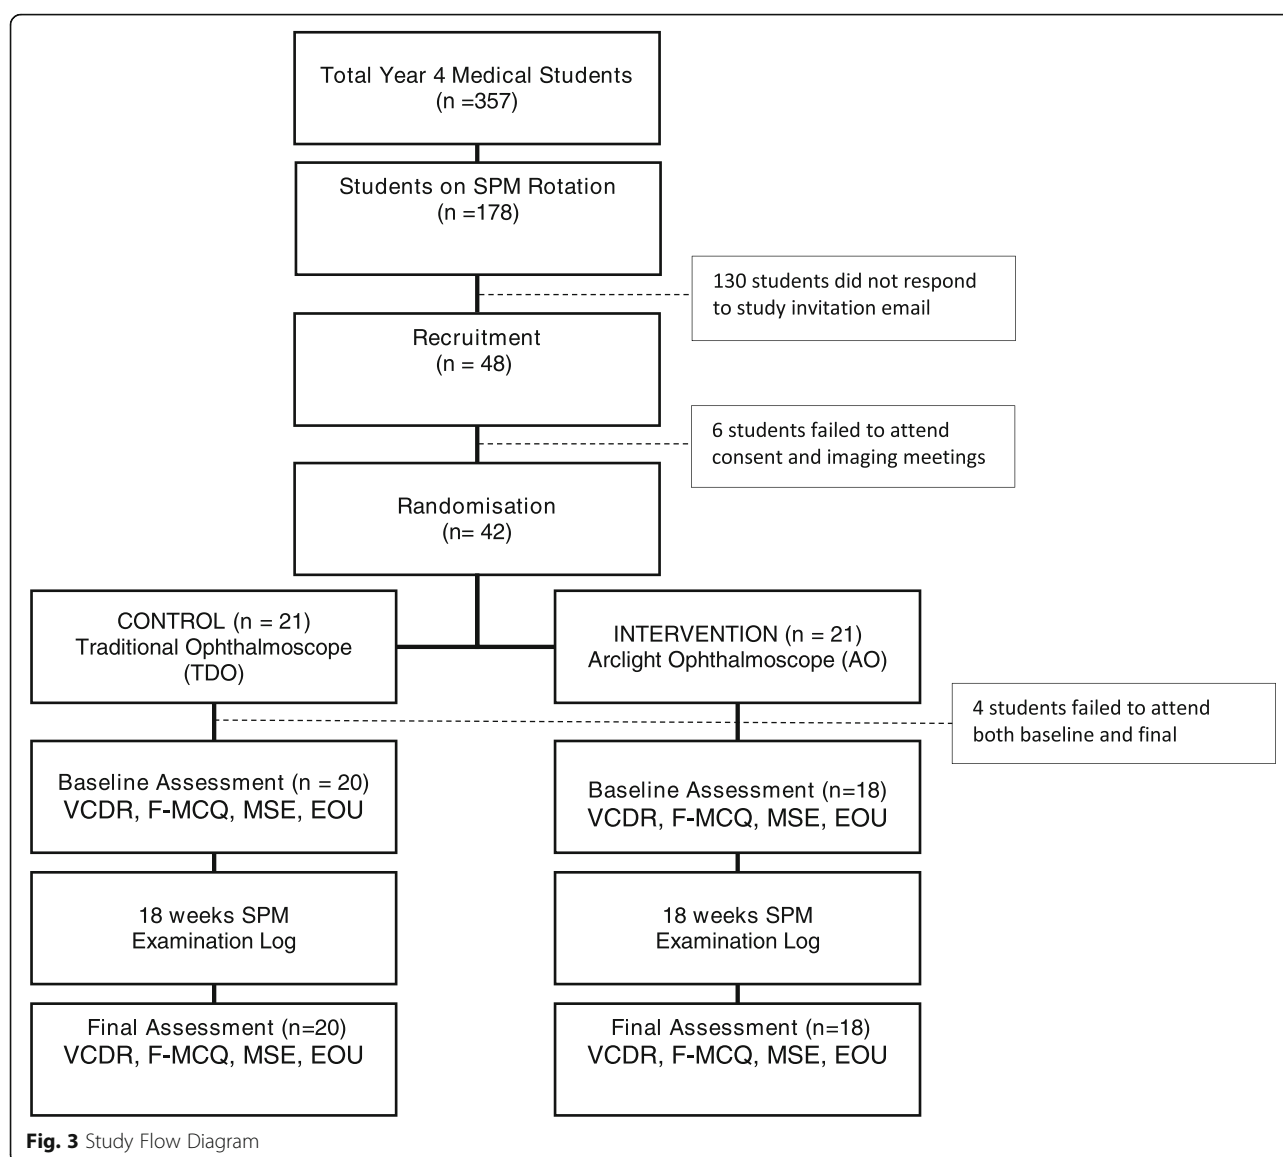 Total Year 4 Medical Students
(n =357)
Students on SPM Rotation
(n =178)
130 students did not respond
to study invitation email
Recruitment
(n = 48)
6 students failed to attend
consent and imaging meetings
Randomisation
(n= 42)
CONTROL (n = 21)
Traditional Ophthalmoscope
(TDO)
INTERVENTION (n = 21)
Arclight Ophthalmoscope (AO)
4 students failed to attend
both baseline and final
Baseline Assessment (n = 20)
VCDR, F-MCQ, MSE, EOU
Baseline Assessment (n=18)
VCDR, F-MCQ, MSE, EOU
18 weeks SPM
Examination Log
18 weeks SPM
Examination Log
Final Assessment (n=20)
VCDR, F-MCQ, MSE, EOU
Final Assessment (n=18)
VCDR, F-MCQ, MSE, EOU
Fig. 3 Study Flow Diagram